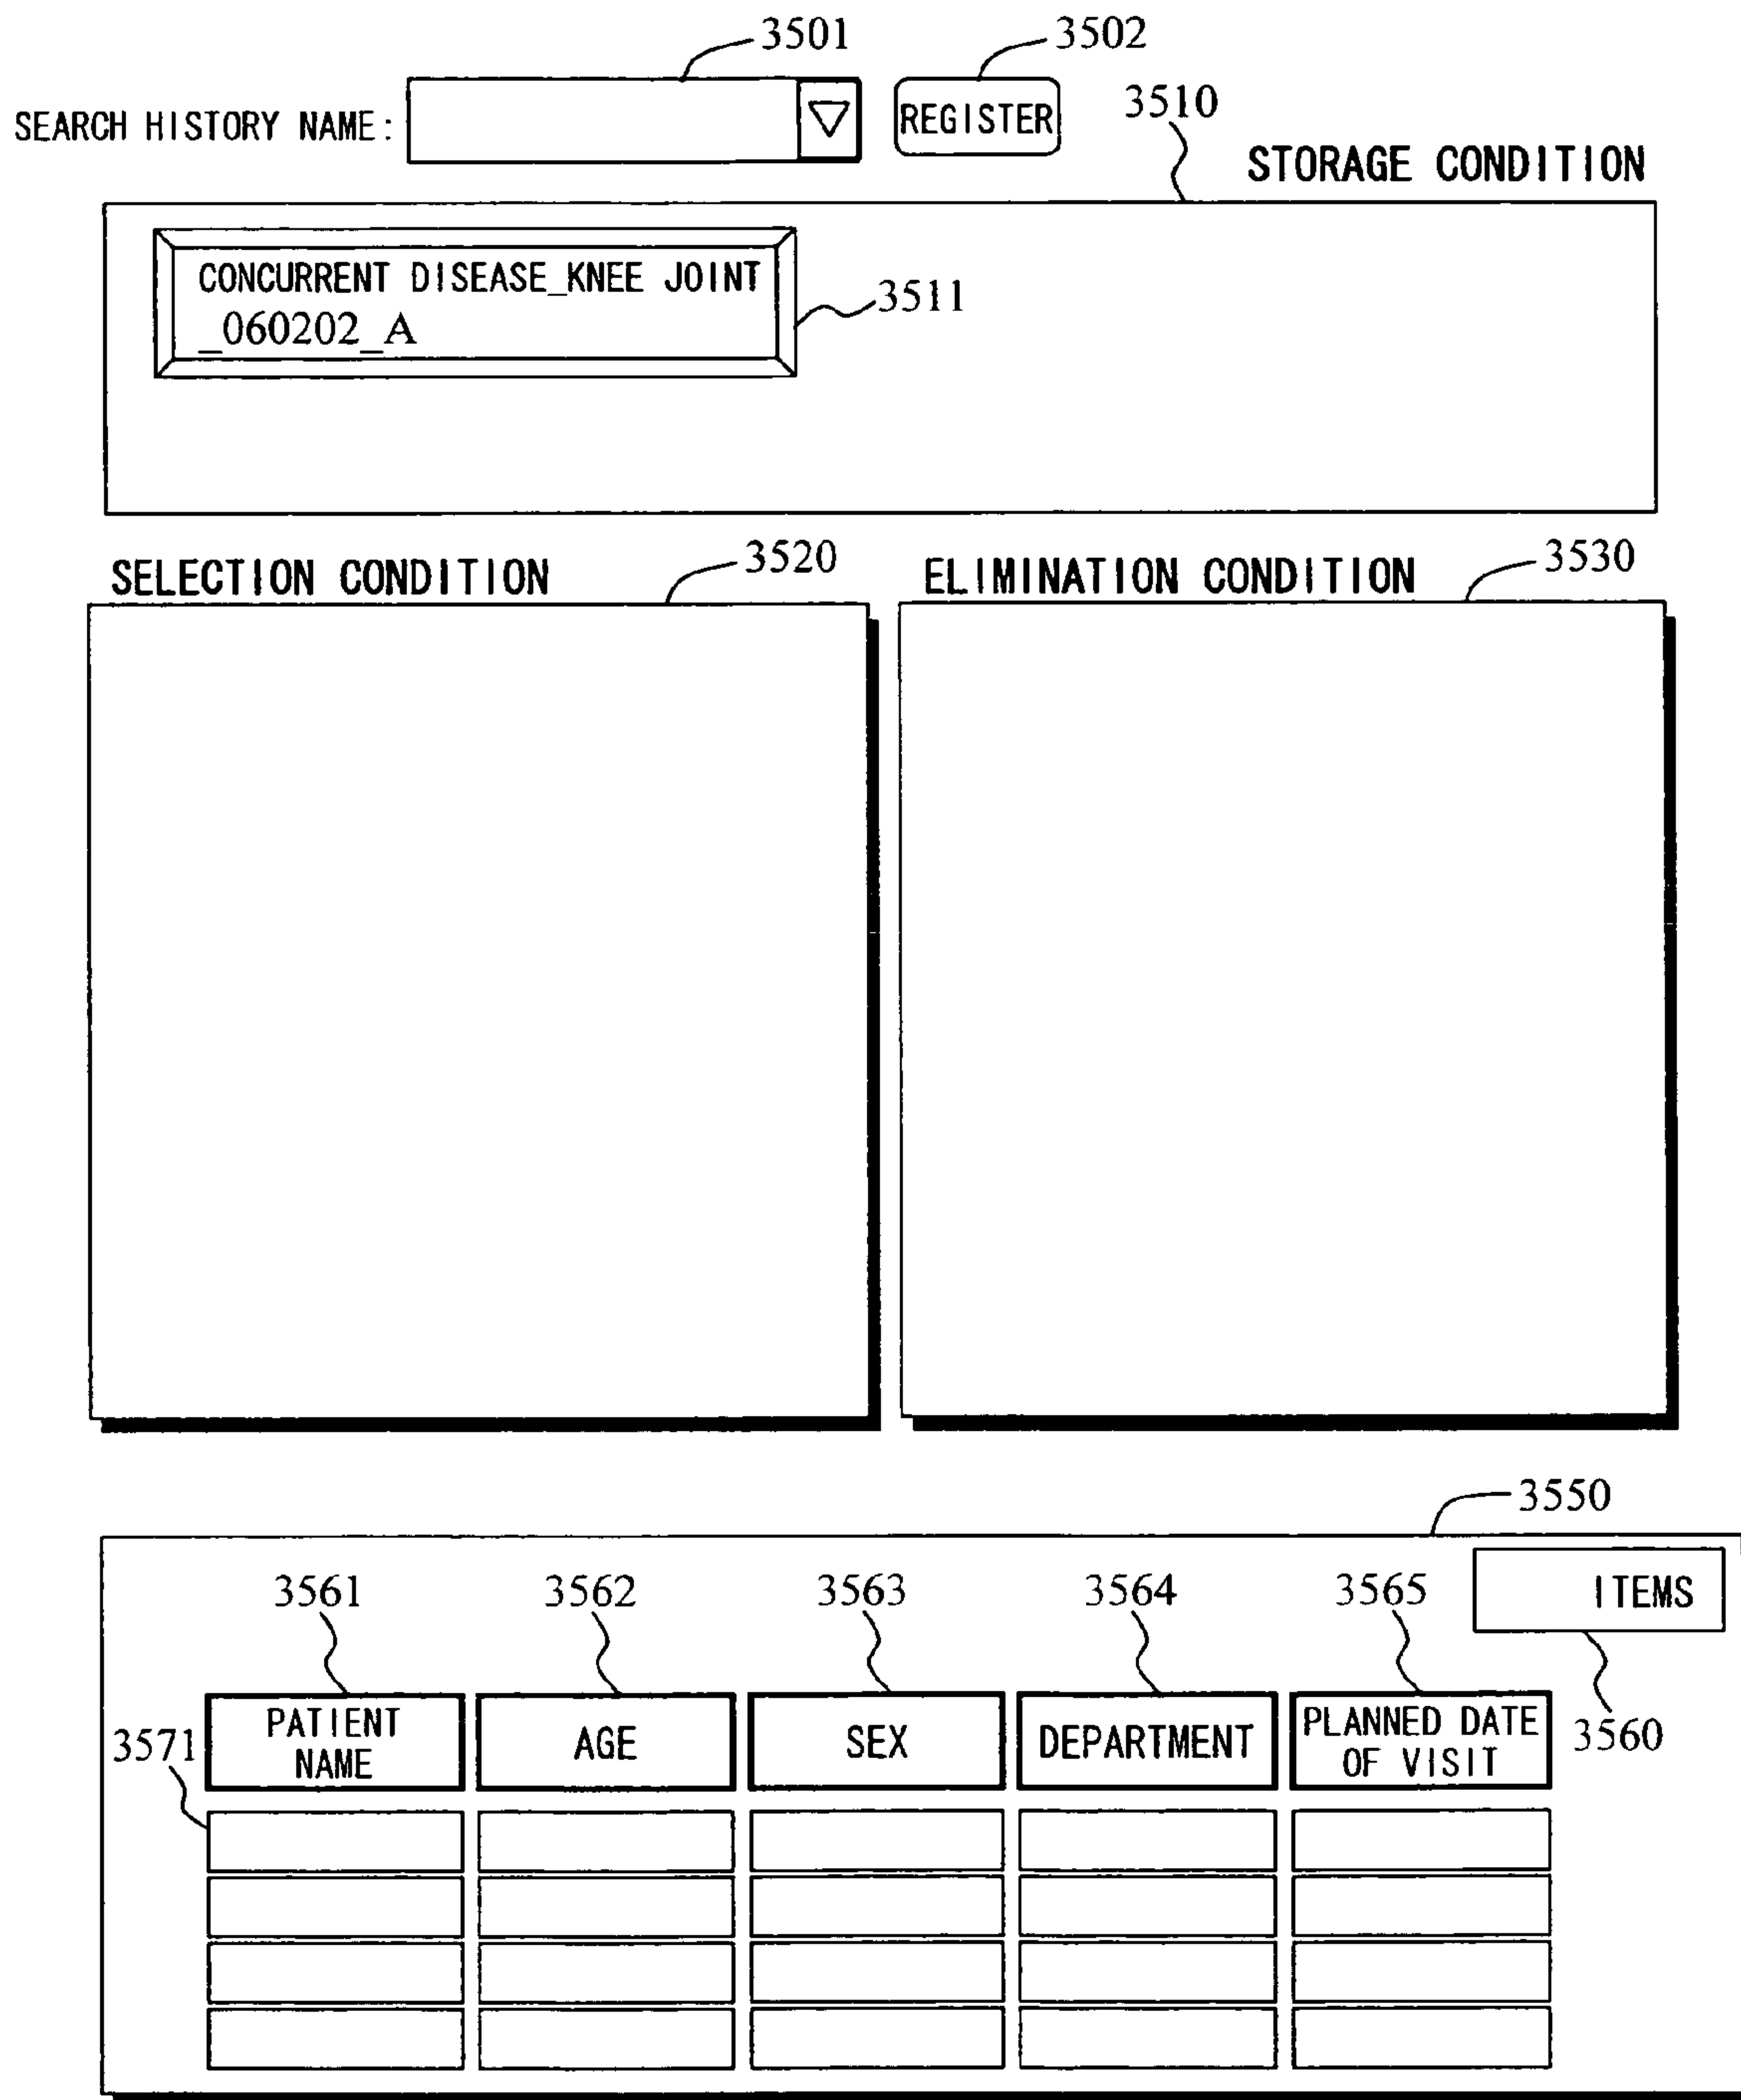 3501
3502
SEARCH HISTORY NAME:
REGISTER
3510
STORAGE CONDITION
CONCURRENT DISEASE_KNEE JOINT
_060202_A
3511
SELECTION CONDITION
3520
ELIMINATION CONDITION
3530
3550
3561
3562
3563
3564
3565
ITEMS
3560
3571
PATIENT
NAME
AGE
SEX
DEPARTMENT
PLANNED DATE
OF VISIT